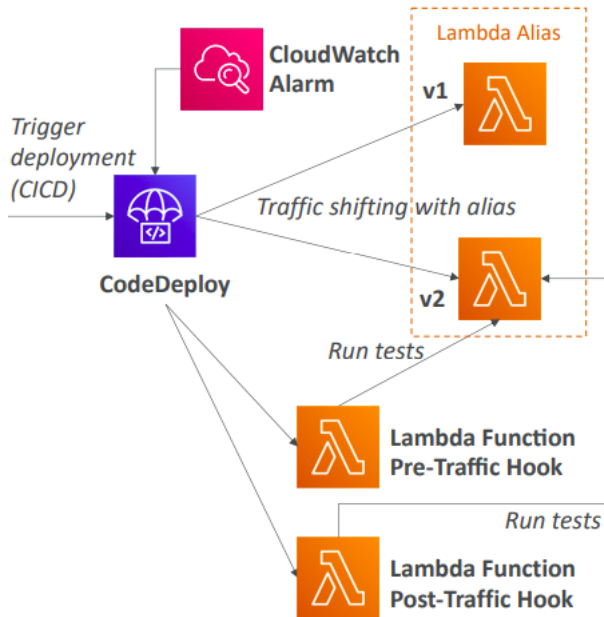 Lambda Alias
CloudWatch
Alarm
v1
Trigger
deployment
(CICD)
Traffic shifting with alias
CodeDeploy
v2
Run tests
Lambda Function
Pre-Traffic Hook
Run tests
Lambda Function
Post-Traffic Hook